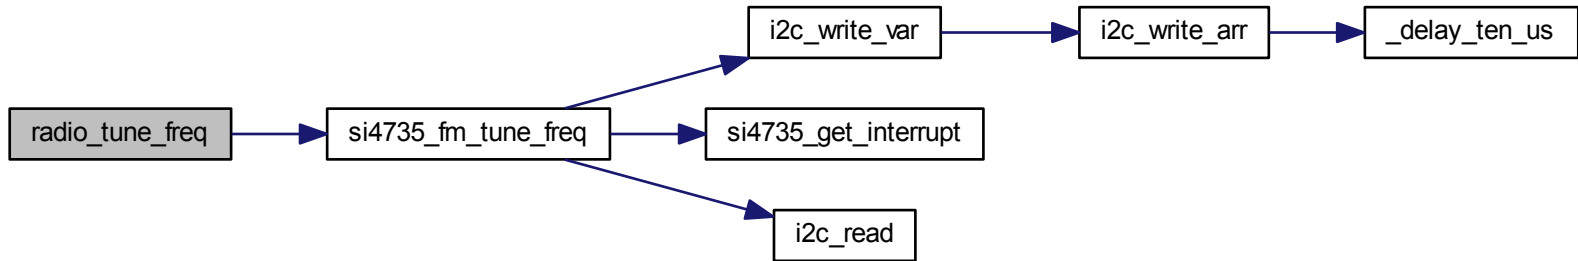 i2c_write_var
i2c_write_arr
_delay_ten_us
radio_tune_freq
si4735_fm_tune_freq
si4735_get_interrupt
i2c_read